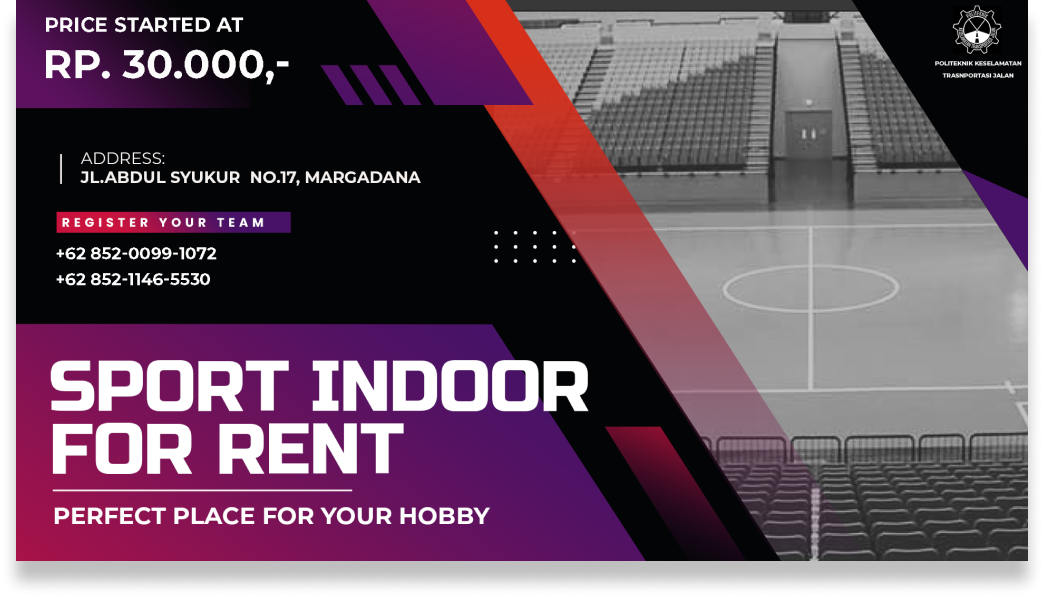 PRICE STARTED AT
RP. 30.000,-
POLITEKNIK KESELAMATAN
TRASNPORTASI JALAN
ADDRESS:
JL.ABDUL SYUKUR NO.17, MARGADANA
REGISTER YOUR TEAM
+62 852-0099-1072
+62 852-1146-5530
SPORT INDOOR
FOR RENT
PERFECT PLACE FOR YOUR HOBBY